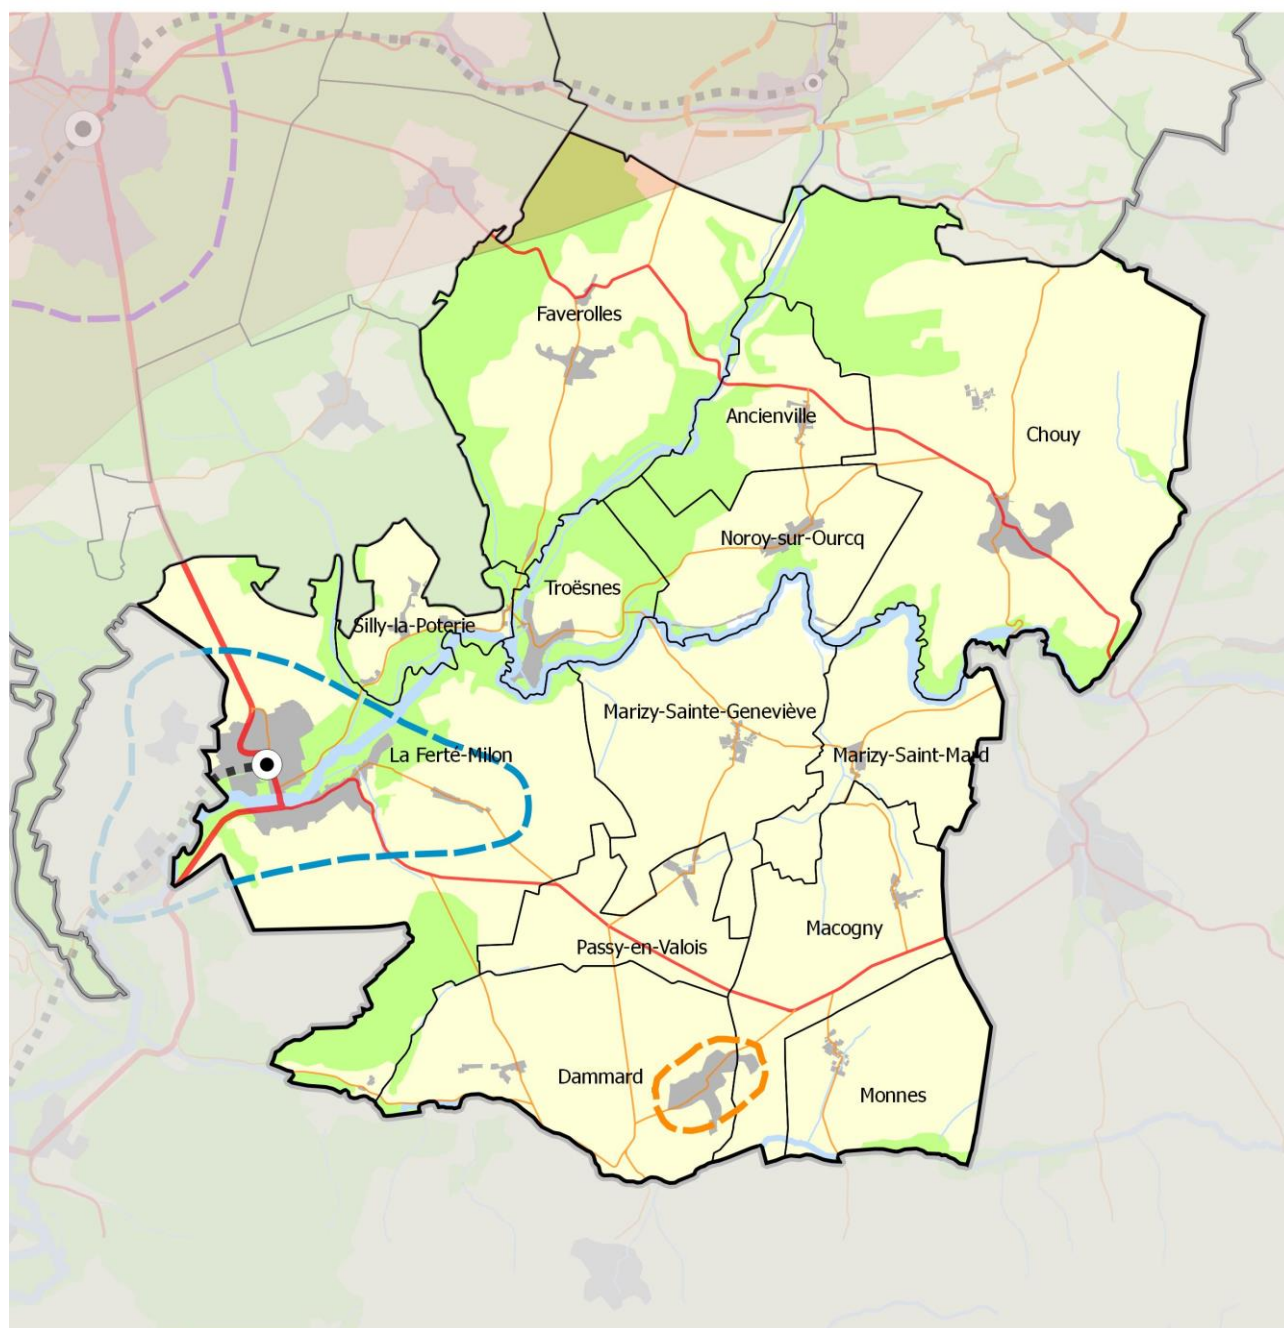 Faverolles
Ancienville
Chouy
Noroy-sur-Ourcq
Troësnes
Silly-la-Poterie
Marizy-Sainte-Geneviève
La Ferté-Milon
Marizy-Saint-Mard
Macogny
Passy-en-Valois
Dammard
Monnes